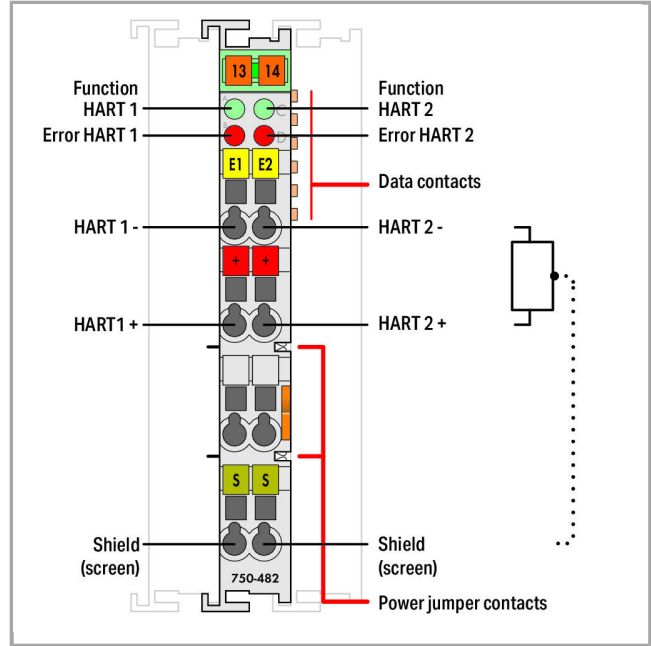 13 14
Function
HART 1
Function
HART 2
A C
Error HART 1
Error HART 2
D
E1 E2
Data contacts
HART 1 -
HART 2 -
+ +
HART1 +
HART 2 +
S S
Shield
(screen)
Shield
(screen)
750-482
Power jumper contacts